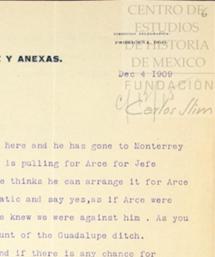 CENTRO DE
ESTUDIOS
DE HISTORIA
DE MEXICO
FUNDACIÓN
Carlos Slim
Y ANEXAS.
Dec 4 1909
here and he has gone to Monterrey
is pulling for Arce for Jefe
thinks he can arrange it for Arce
atic and say yes, as if Arce were
knew we were against him . As you
unt of the Guadalupe ditch.
nd if there is any chance for